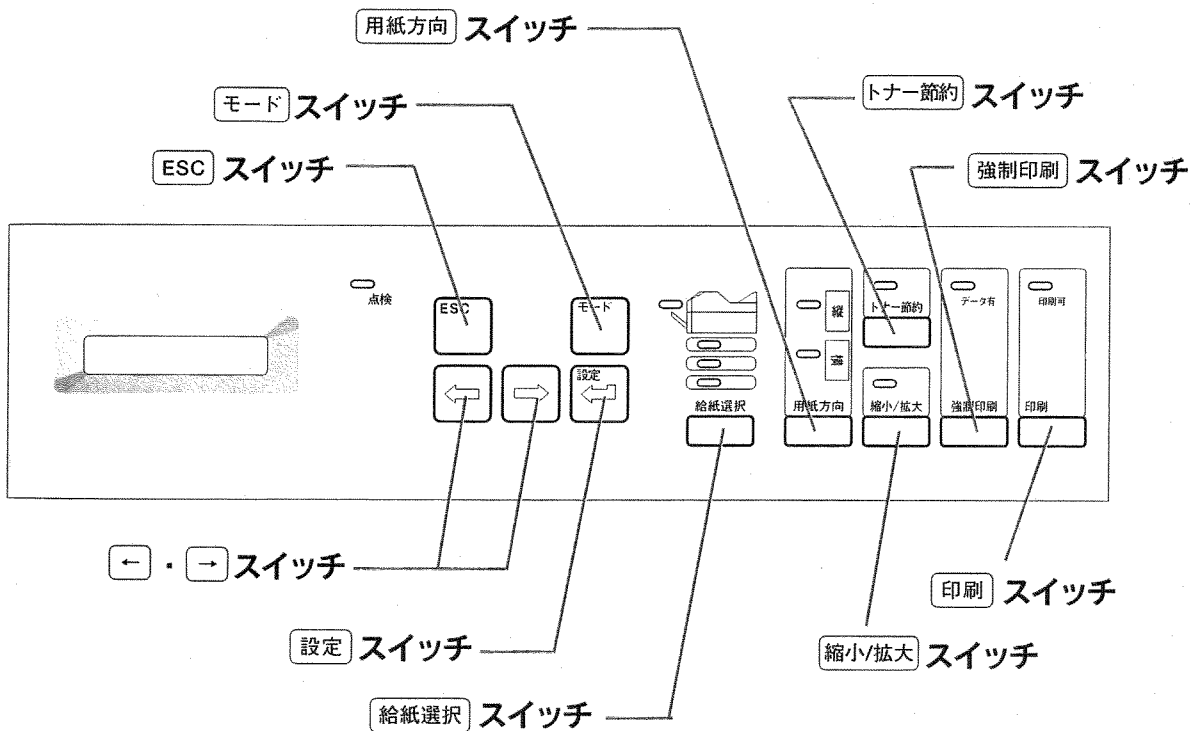 用紙方向 スイッチ
モード スイッチ
トナー節約 スイッチ
ESC スイッチ
強制印刷 スイッチ
点検
ESC
モード
設定
給紙選択
縦
横
用紙方向
トナー節約
縮小/拡大
データ有
強制印刷
印刷可
印刷
← ・ → スイッチ
印刷 スイッチ
設定 スイッチ
縮小/拡大 スイッチ
給紙選択 スイッチ